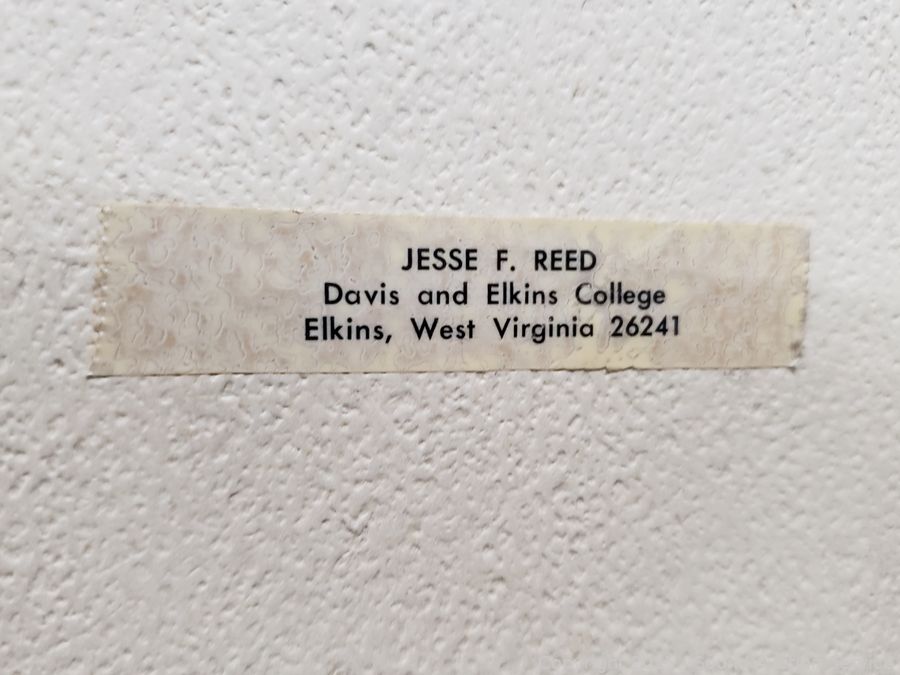 JESSE F. REED
Davis and Elkins College
Elkins, West Virginia 26241